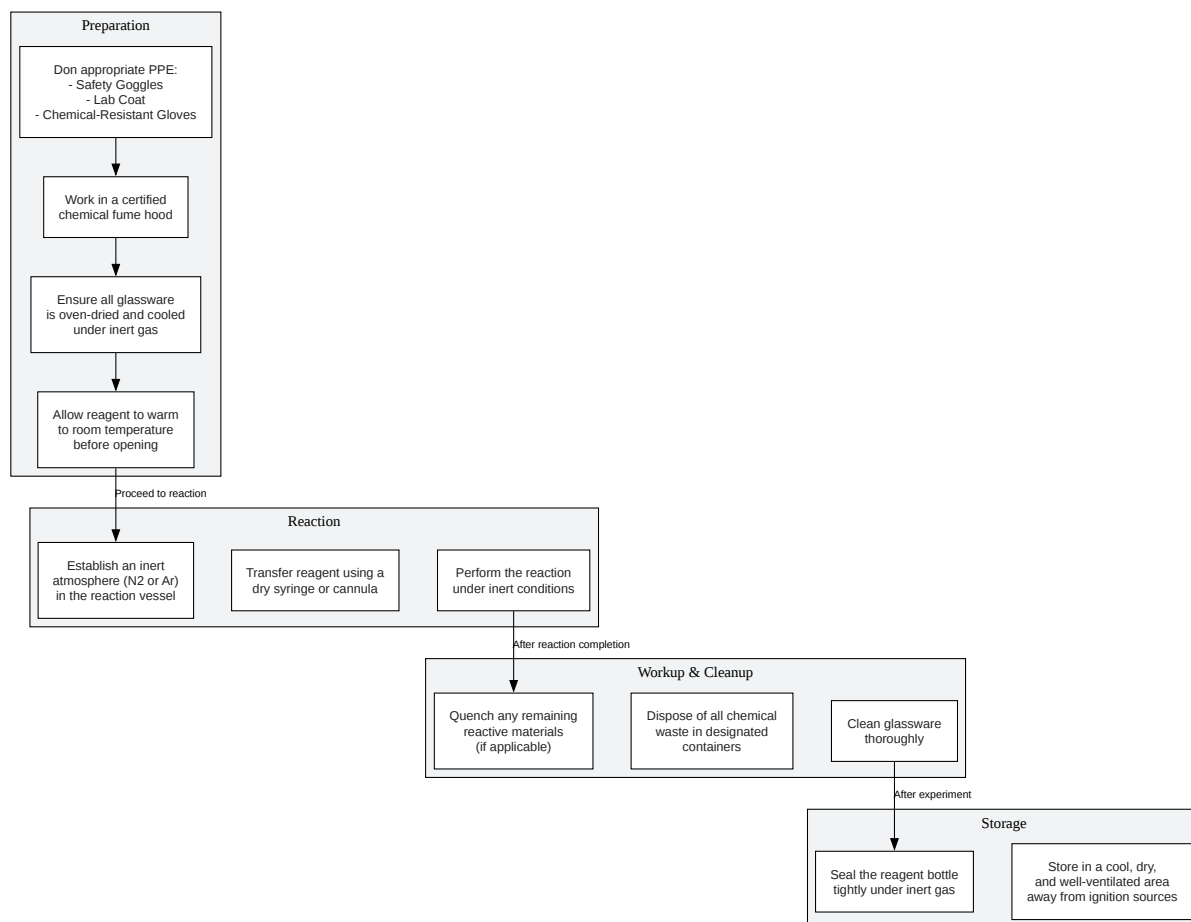 Preparation
Don appropriate PPE:
- Safety Goggles
- Lab Coat
- Chemical-Resistant Gloves
Work in a certified
chemical fume hood
Ensure all glassware
is oven-dried and cooled
under inert gas
Allow reagent to warm
to room temperature
before opening
Proceed to reaction
Reaction
Establish an inert
atmosphere (N2 or Ar)
in the reaction vessel
Transfer reagent using a
dry syringe or cannula
Perform the reaction
under inert conditions
After reaction completion
Workup & Cleanup
Quench any remaining
reactive materials
(if applicable)
Dispose of all chemical
waste in designated
containers
Clean glassware
thoroughly
After experiment
Storage
Seal the reagent bottle
tightly under inert gas
Store in a cool, dry,
and well-ventilated area
away from ignition sources